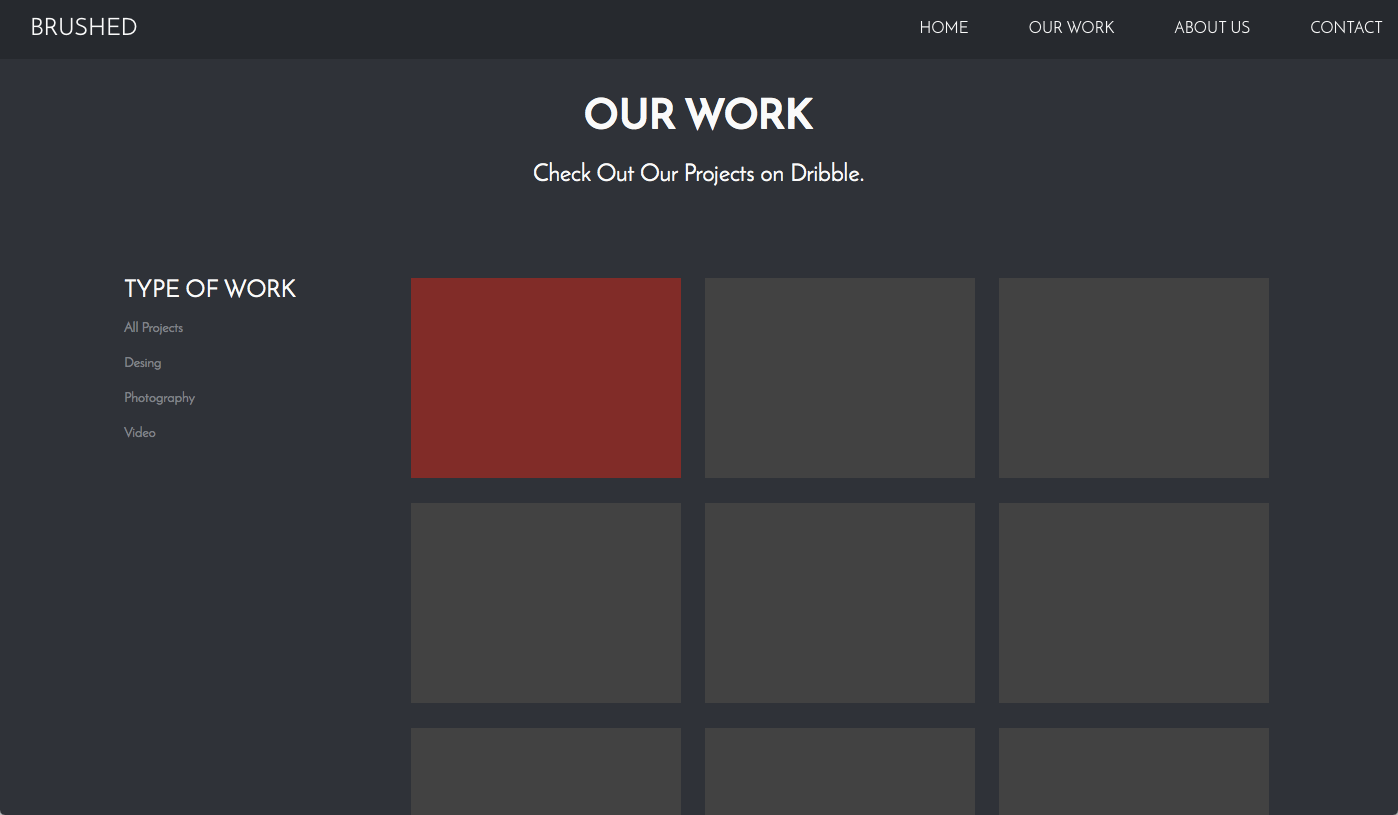 BRUSHED
HOME OUR WORK ABOUT US CONTACT
OUR WORK
Check Out Our Projects on Dribble.
TYPE OF WORK
All Projects
Desing
Photography
Video